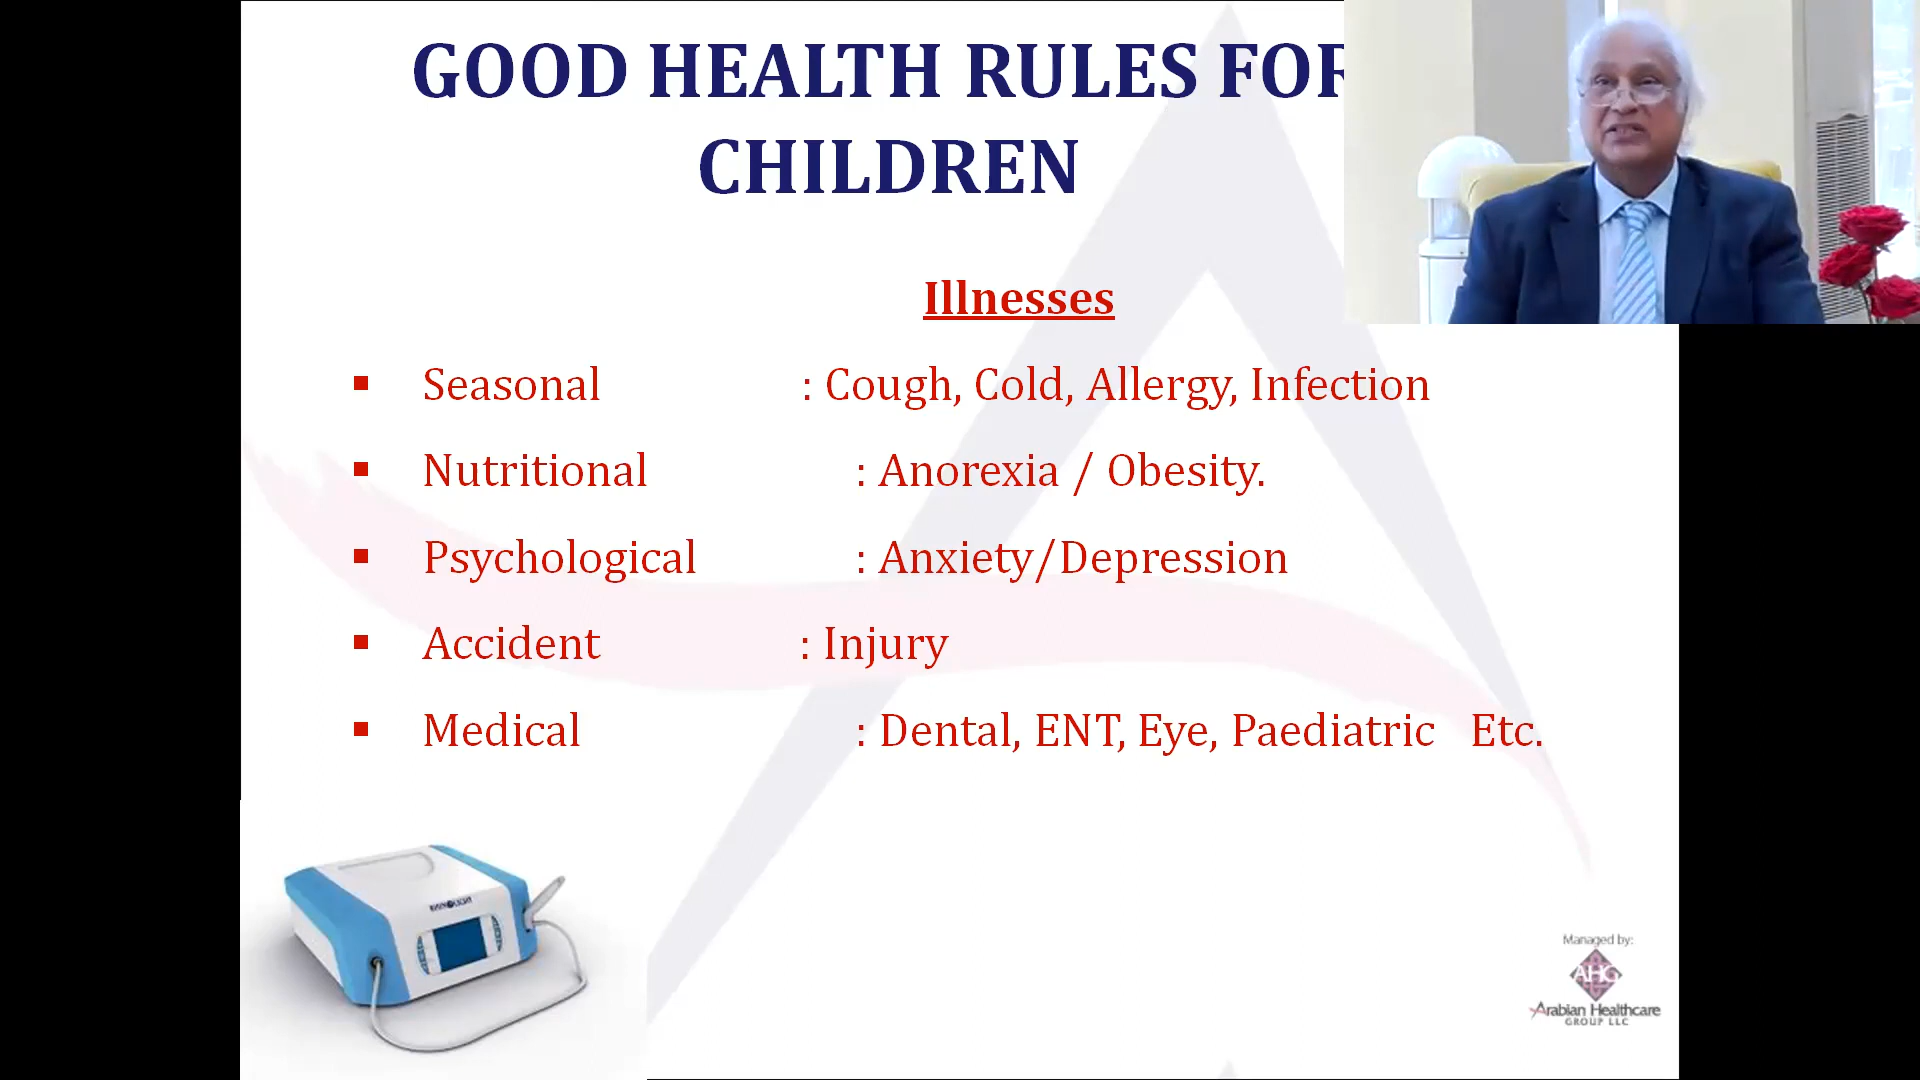 GOOD HEALTH RULES FOR
CHILDREN
Illnesses
▪ Seasonal : Cough, Cold, Allergy, Infection
▪ Nutritional : Anorexia / Obesity.
▪ Psychological : Anxiety/Depression
▪ Accident : Injury
▪ Medical : Dental, ENT, Eye, Paediatric Etc.
Managed by:
AHG
Arabian Healthcare
GROUP LLC